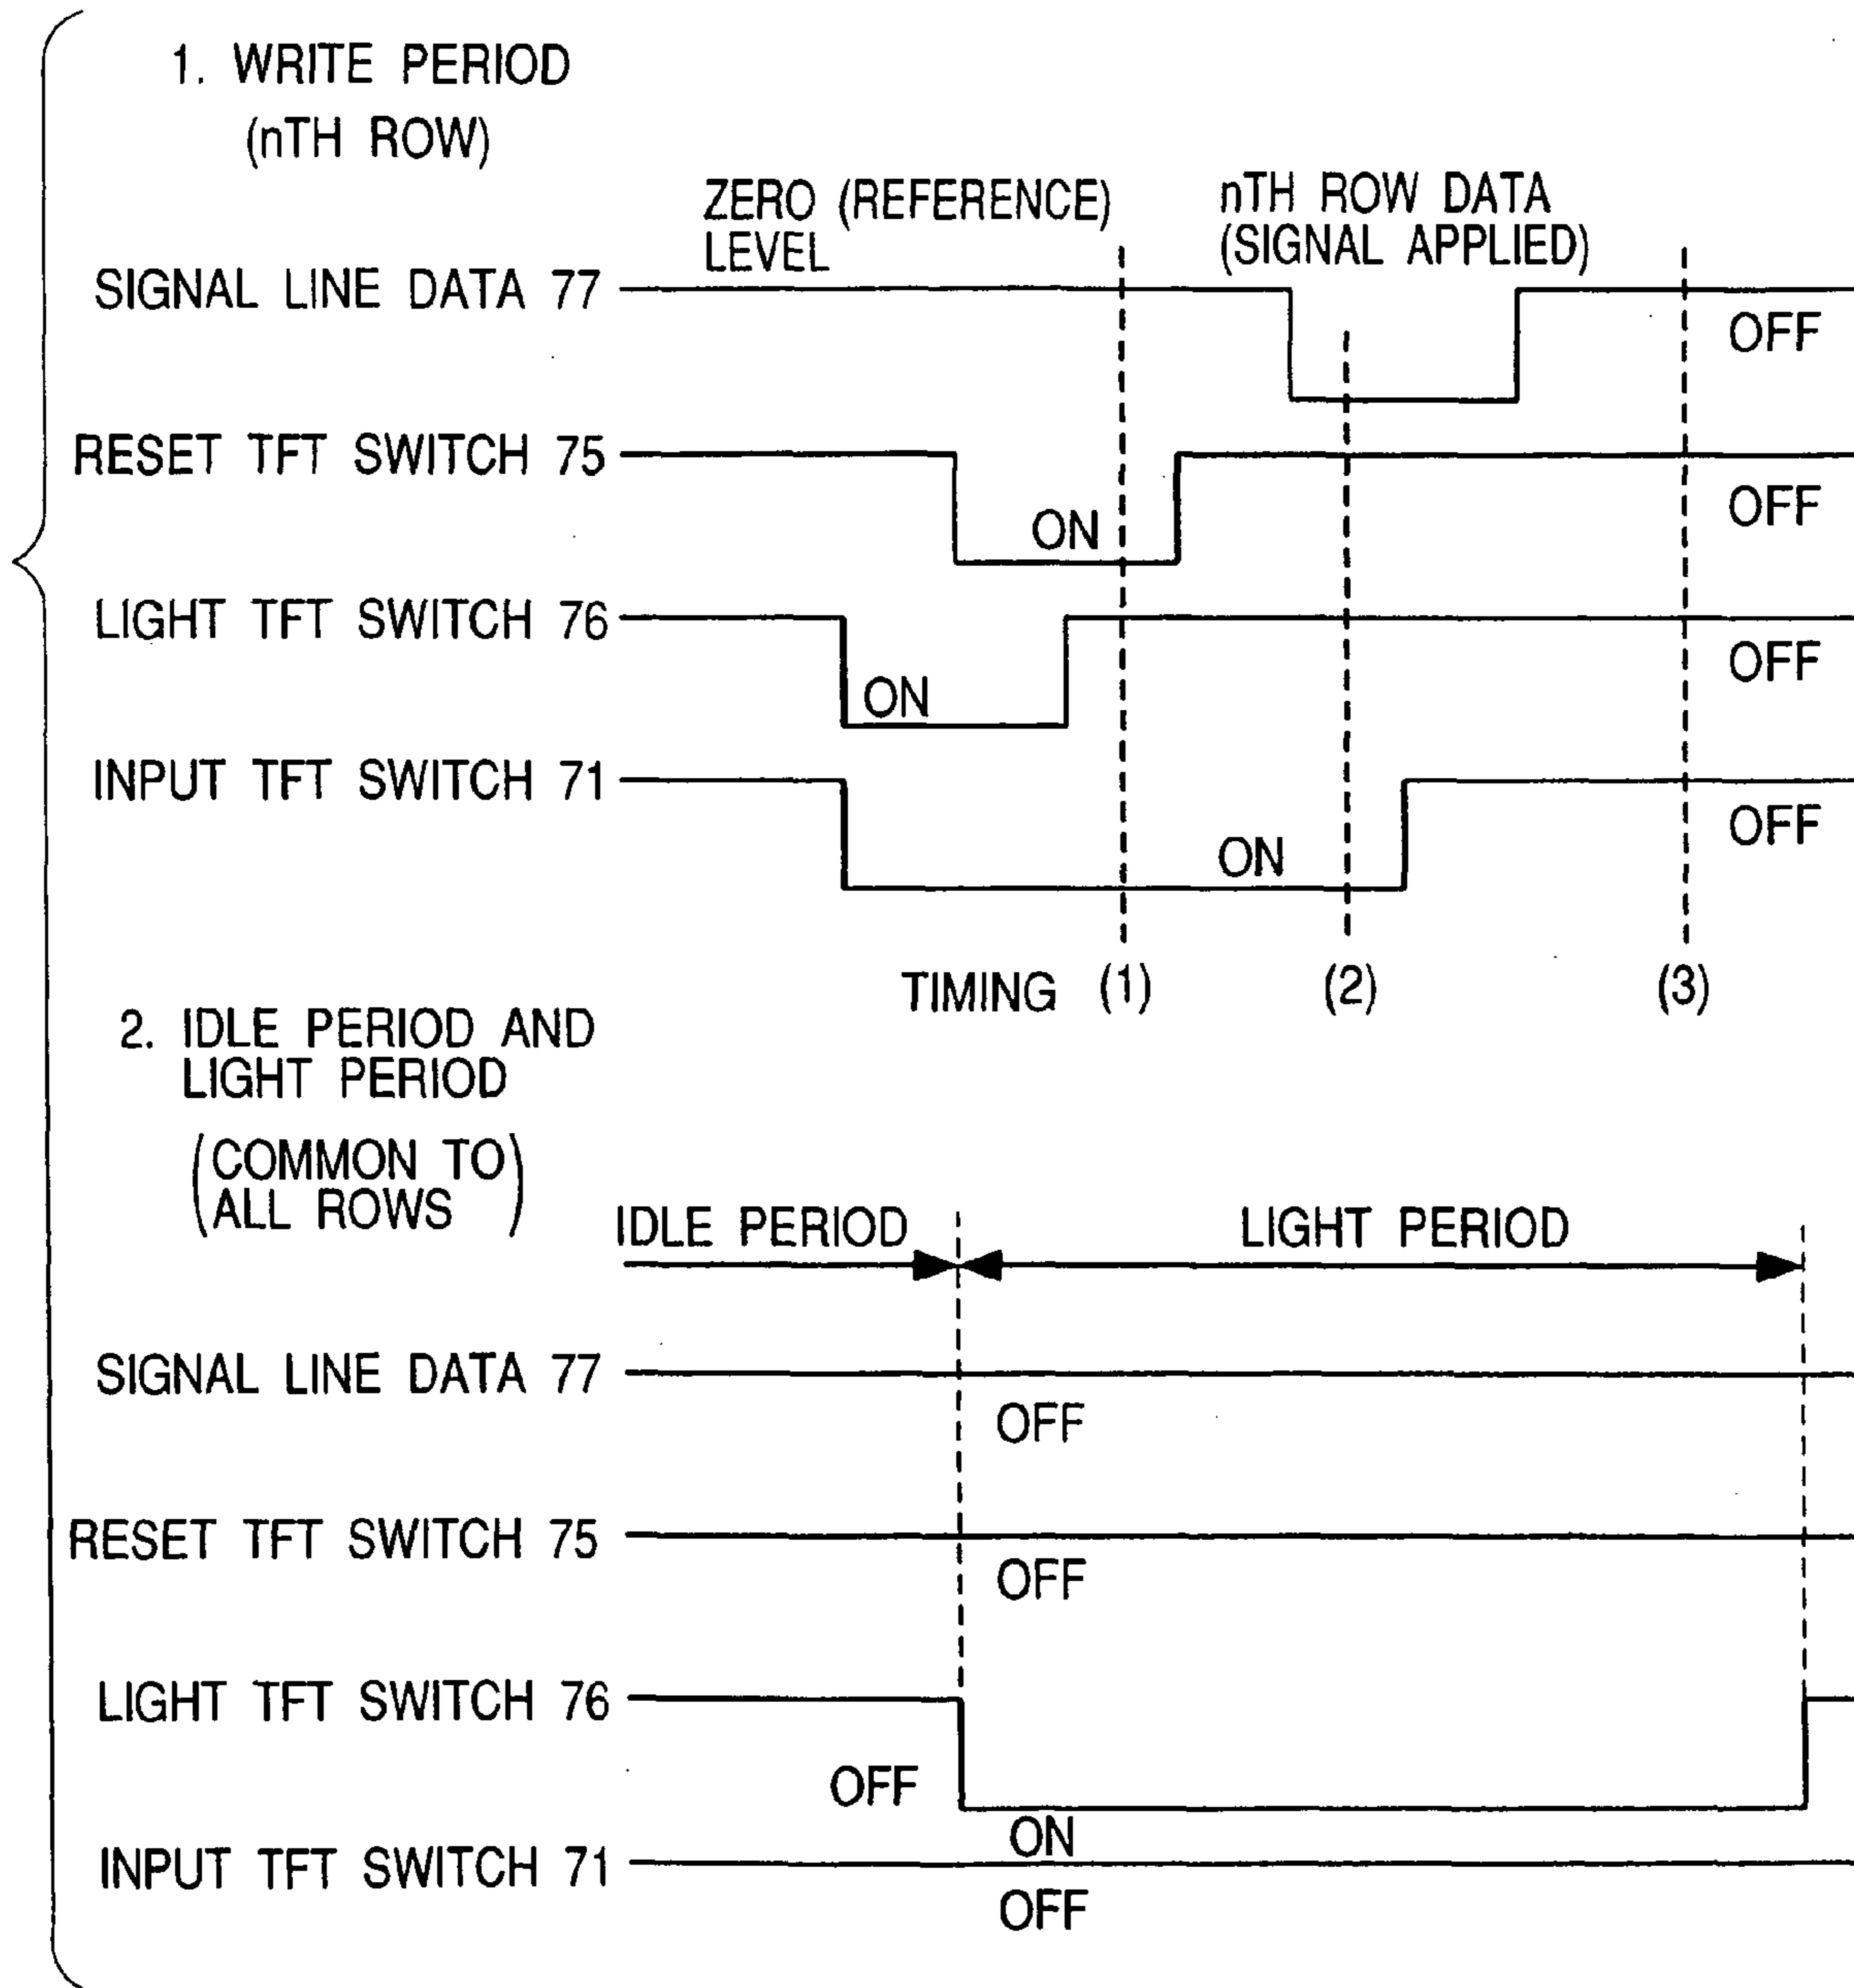 1. WRITE PERIOD
(nTH ROW)
ZERO (REFERENCE)
LEVEL
nTH ROW DATA
(SIGNAL APPLIED)
SIGNAL LINE DATA 77
OFF
RESET TFT SWITCH 75
ON
OFF
LIGHT TFT SWITCH 76
ON
OFF
INPUT TFT SWITCH 71
ON
OFF
TIMING (1) (2) (3)
2. IDLE PERIOD AND
LIGHT PERIOD
(COMMON TO
ALL ROWS)
IDLE PERIOD LIGHT PERIOD
SIGNAL LINE DATA 77
OFF
RESET TFT SWITCH 75
OFF
LIGHT TFT SWITCH 76
OFF
ON
INPUT TFT SWITCH 71
OFF